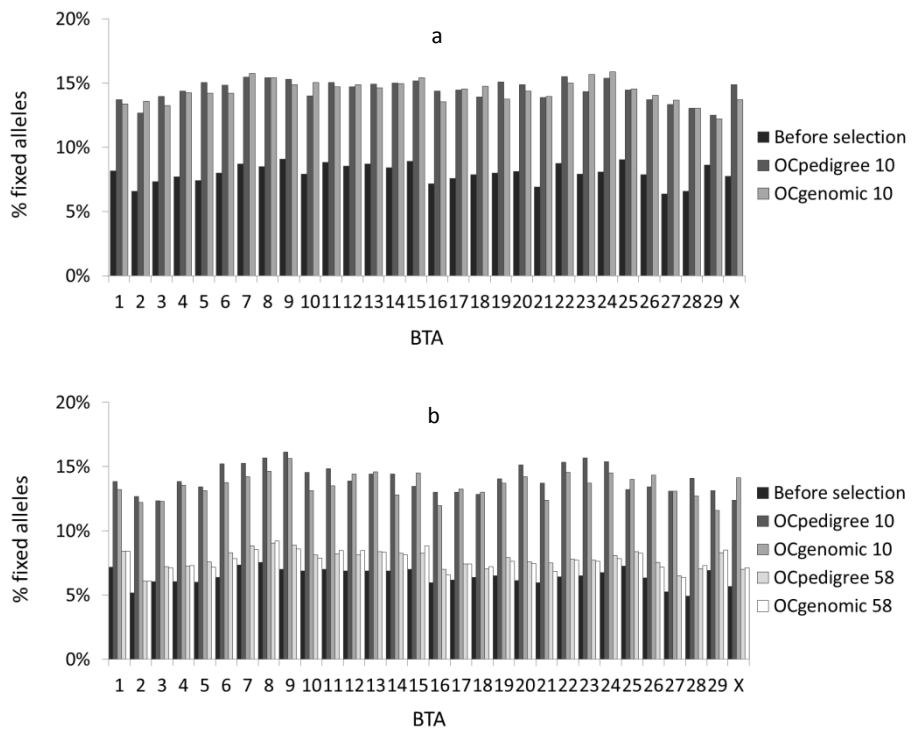 a
20%
15%
10%
5%
0%
% fixed alleles
1 2 3 4 5 6 7 8 9 10 11 12 13 14 15 16 17 18 19 20 21 22 23 24 25 26 27 28 29 X
BTA
Before selection
OCpedigree 10
OCgenomic 10
b
20%
15%
10%
5%
0%
% fixed alleles
1 2 3 4 5 6 7 8 9 10 11 12 13 14 15 16 17 18 19 20 21 22 23 24 25 26 27 28 29 X
BTA
Before selection
OCpedigree 10
OCgenomic 10
OCpedigree 58
OCgenomic 58